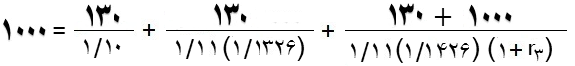 ۱۰۰۰ = ۱۳۰ / ۱/۱۰ + ۱۳۰ / ۱/۱۱(۱/۱۳۲۶) + ۱۳۰ + ۱۰۰۰ / ۱/۱۱(۱/۱۴۲۶) (۱+ r۳)